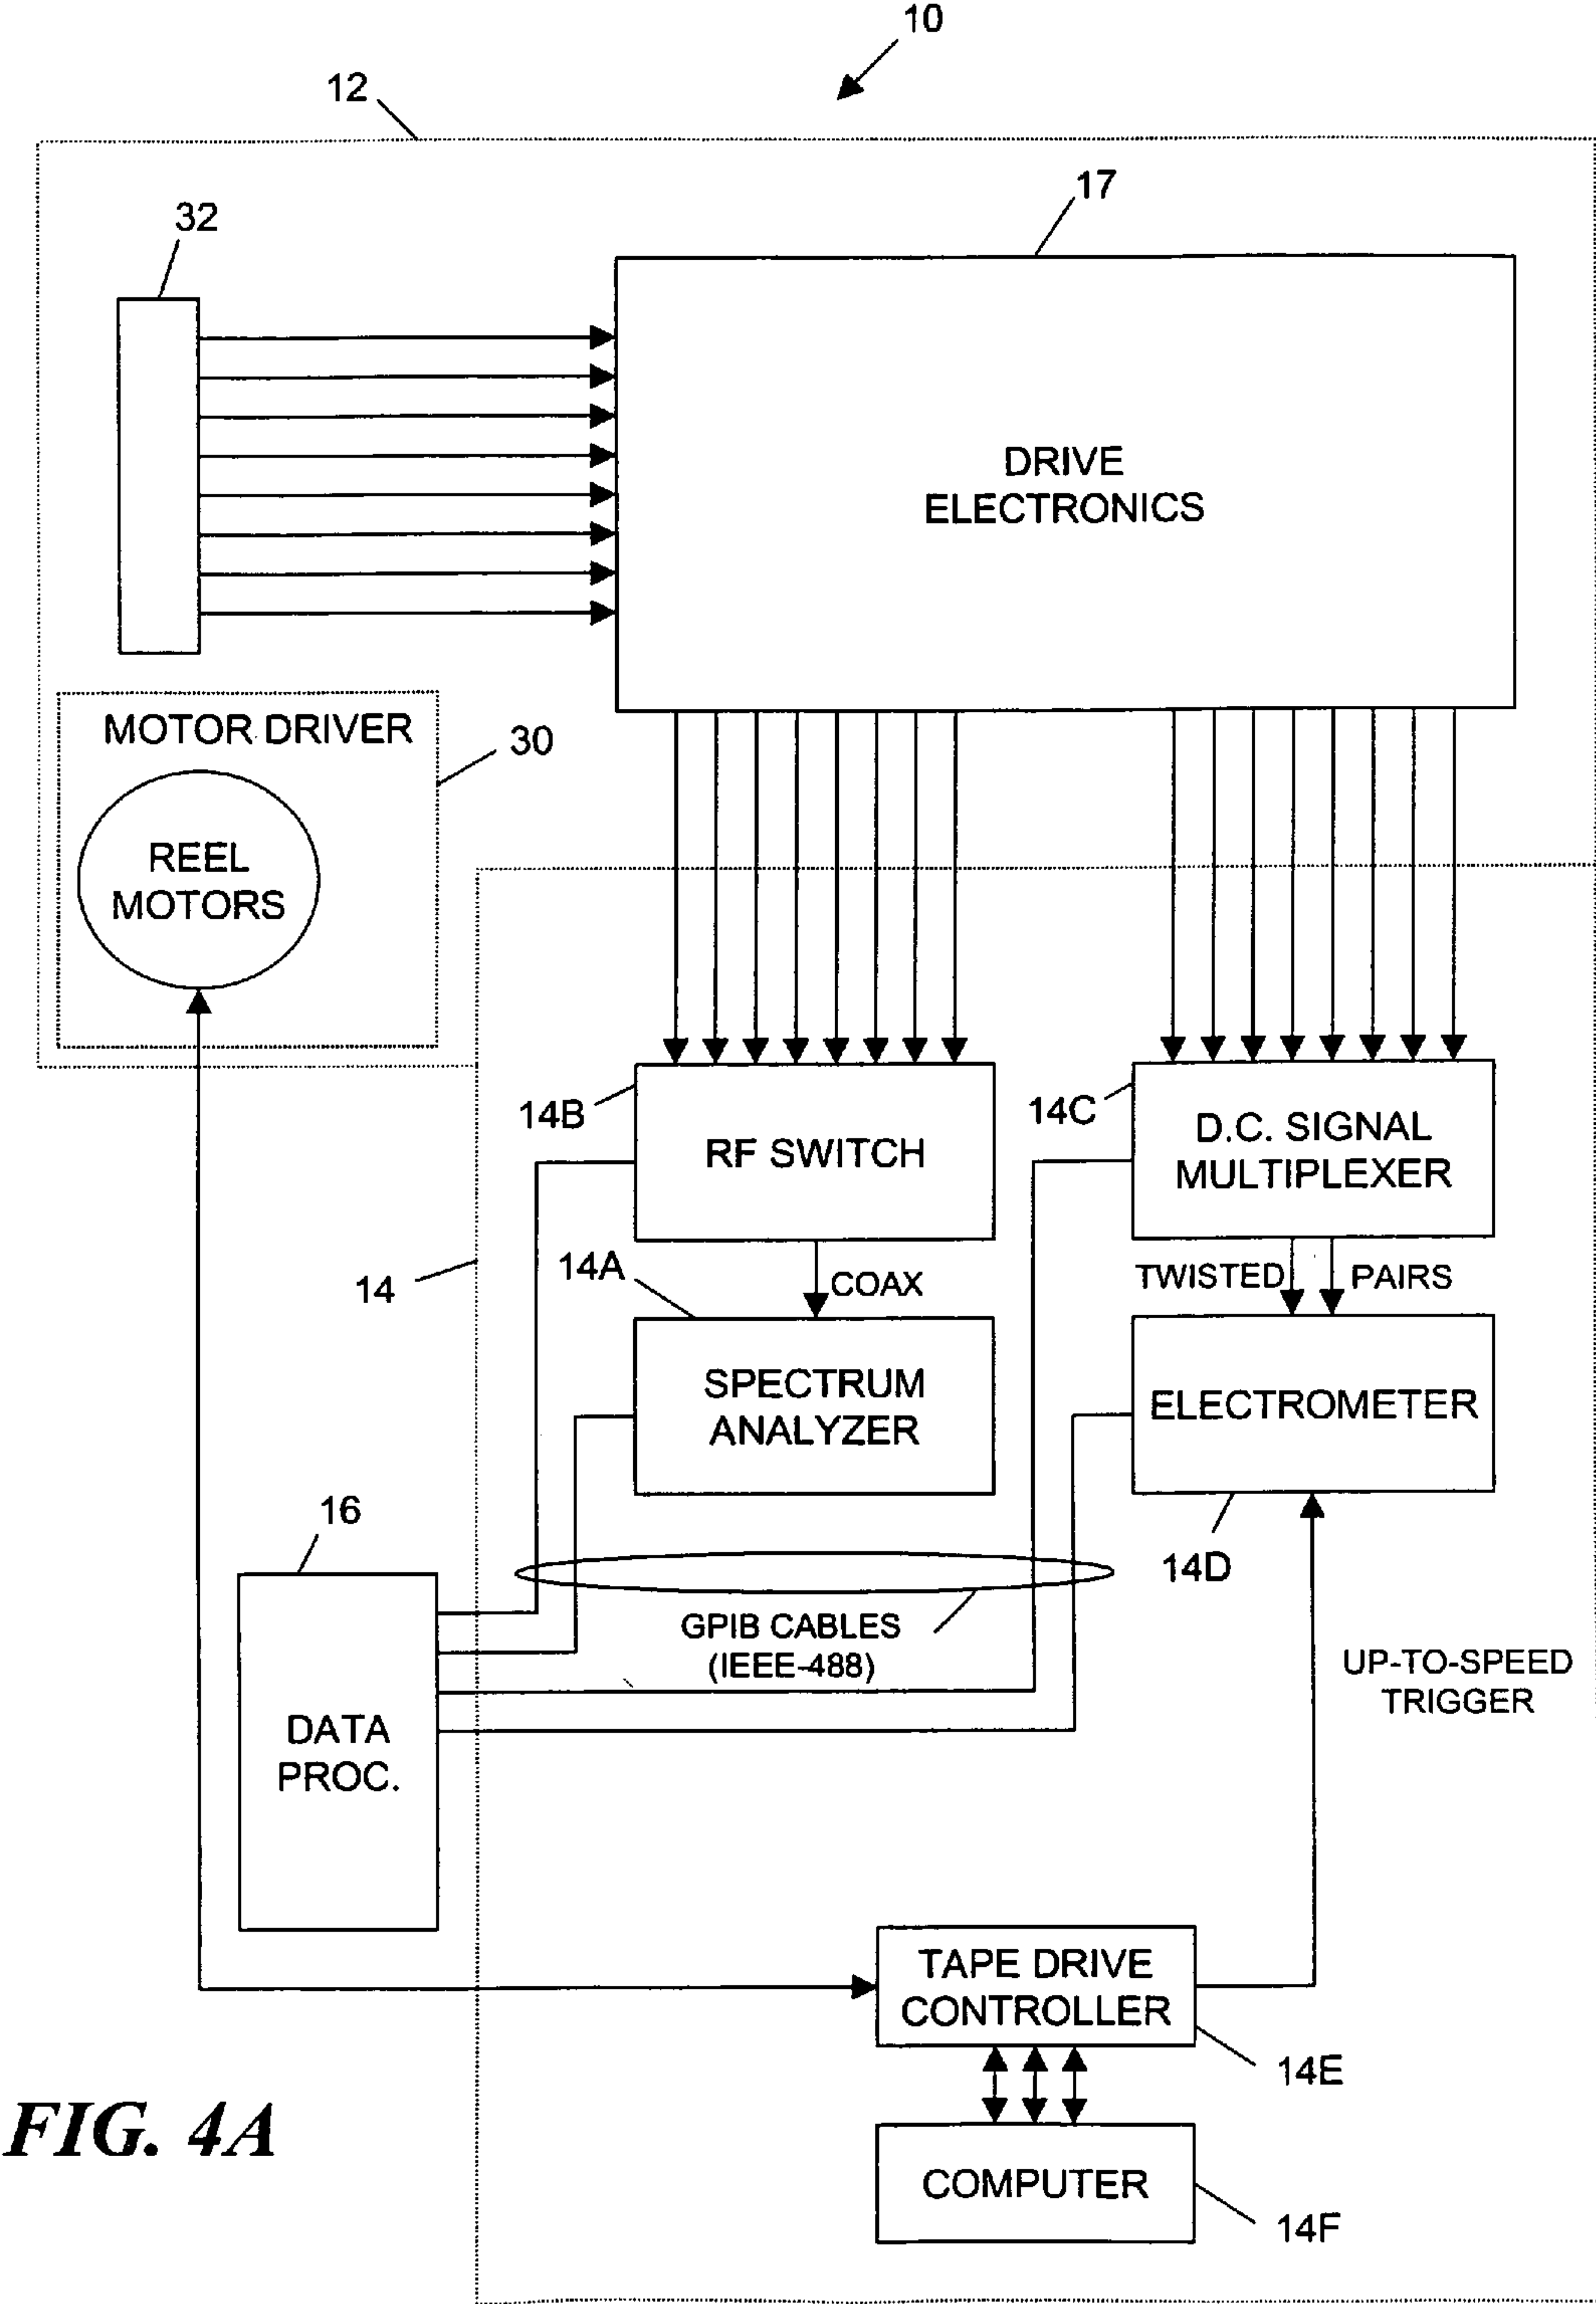 10
12
17
32
DRIVE
ELECTRONICS
MOTOR DRIVER
30
REEL
MOTORS
14B
RF SWITCH
14C
D.C. SIGNAL
MULTIPLEXER
14
14A
COAX
TWISTED
PAIRS
SPECTRUM
ANALYZER
ELECTROMETER
16
14D
GPIB CABLES
(IEEE-488)
UP-TO-SPEED
TRIGGER
DATA
PROC.
TAPE DRIVE
CONTROLLER
14E
FIG. 4A
COMPUTER
14F